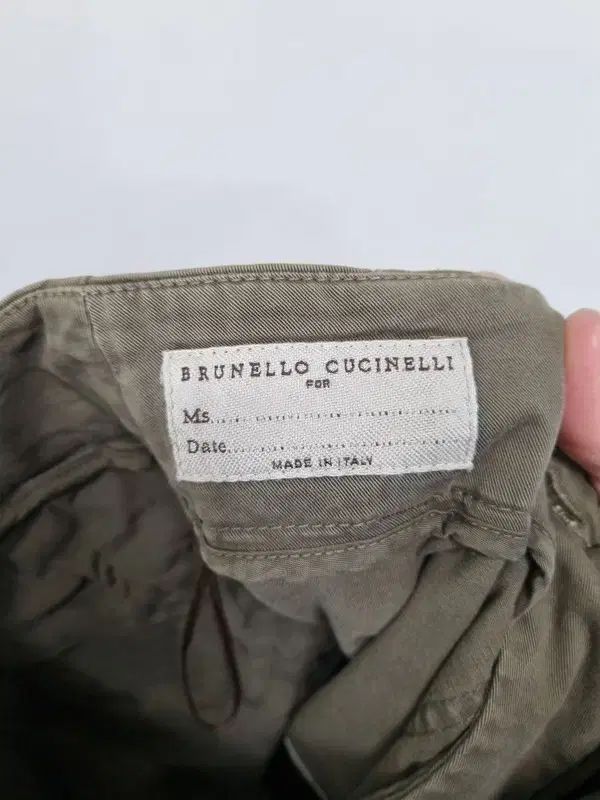 BRUNELLO CUCINELLI
FOR
Ms.......................................
Date.......................................
MADE IN ITALY